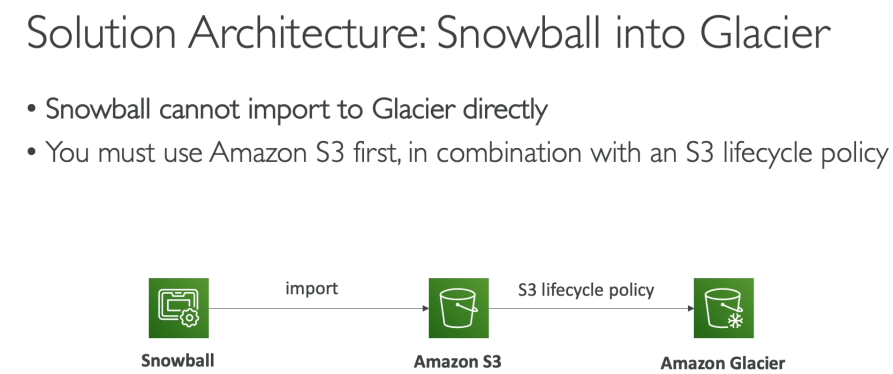 Solution Architecture: Snowball into Glacier
• Snowball cannot import to Glacier directly
• You must use Amazon S3 first, in combination with an S3 lifecycle policy
import
S3 lifecycle policy
Snowball
Amazon S3
Amazon Glacier